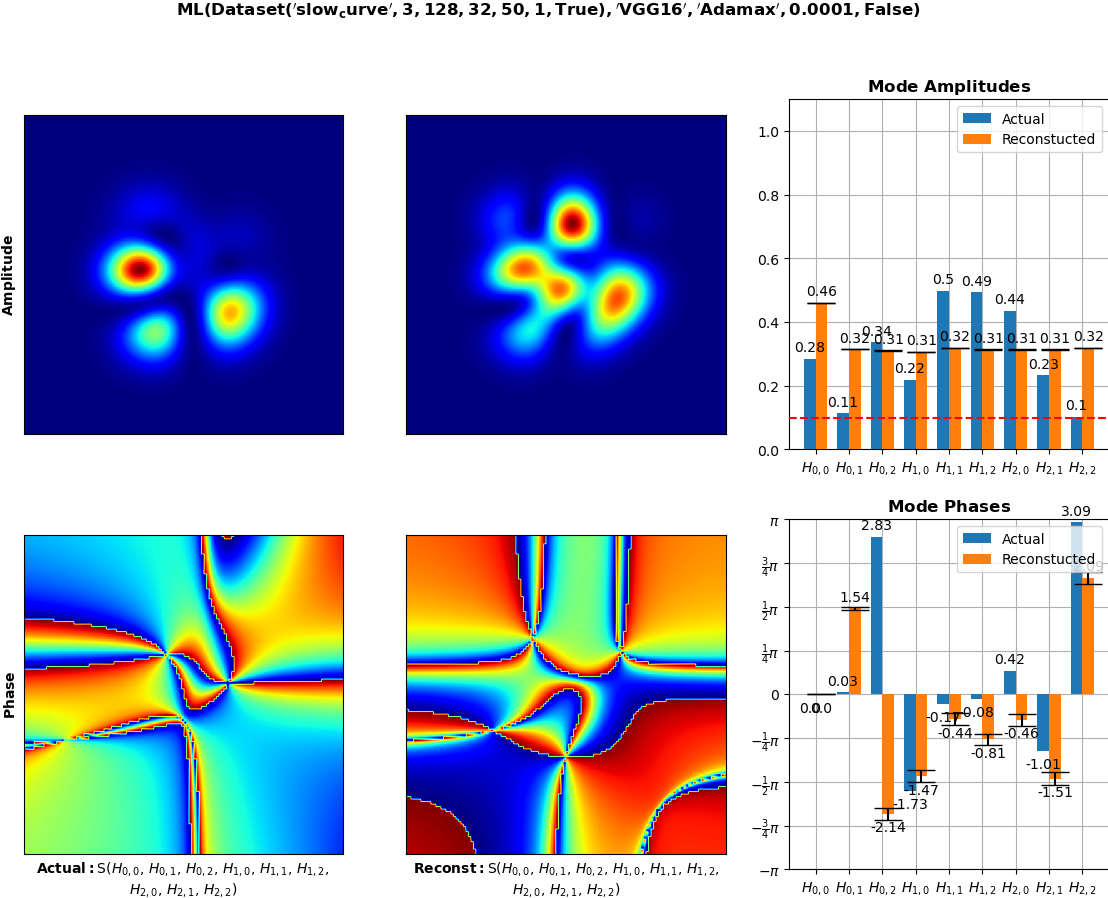 ML(Dataset('slow_curve', 3, 128, 32, 50, 1, True), 'VGG16', 'Adamax', 0.0001, False)
Amplitude
Mode Amplitudes
Actual
Reconstucted
1.0
0.8
0.6
0.4
0.2
0.0
0.28 0.46 0.11 0.32 0.34 0.31 0.22 0.31 0.5 0.32 0.49 0.31 0.44 0.31 0.23 0.31 0.1 0.32
H0,0 H0,1 H0,2 H1,0 H1,1 H1,2 H2,0 H2,1 H2,2
Phase
Actual: S(H0,0, H0,1, H0,2, H1,0, H1,1, H1,2,
H2,0, H2,1, H2,2)
Reconst: S(H0,0, H0,1, H0,2, H1,0, H1,1, H1,2,
H2,0, H2,1, H2,2)
Mode Phases
Actual
Reconstucted
π
3/4π
1/2π
1/4π
0
−1/4π
−1/2π
−3/4π
−π
0.0 0.0 0.03 1.54 2.83 -2.14 -1.73 -1.47 -0.17 -0.44 -0.08 -0.81 0.42 -0.46 -1.01 -1.51 3.09
H0,0 H0,1 H0,2 H1,0 H1,1 H1,2 H2,0 H2,1 H2,2